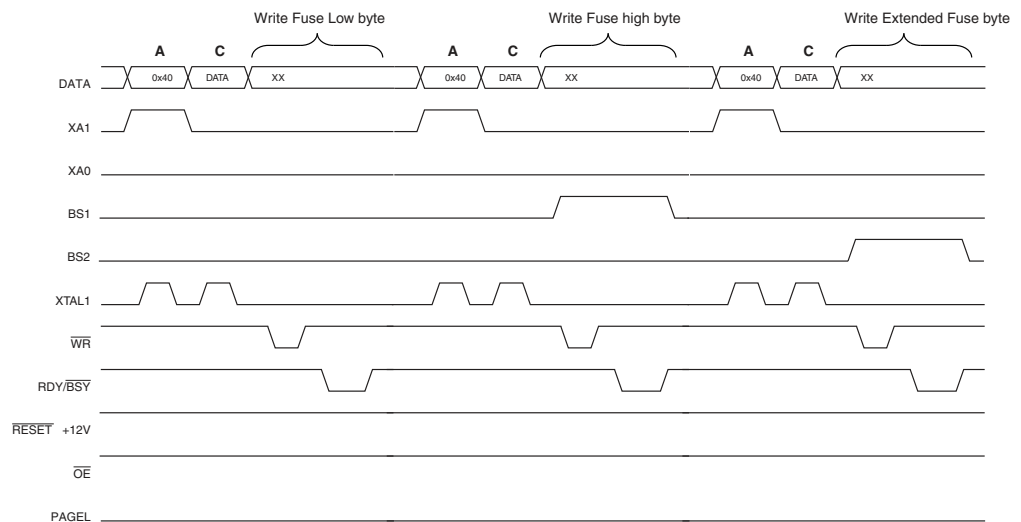 Write Fuse Low byte Write Fuse high byte Write Extended Fuse byte
A C A C A C
DATA 0x40 DATA XX 0x40 DATA XX 0x40 DATA XX
XA1
XA0
BS1
BS2
XTAL1
WR
RDY/BSY
RESET +12V
OE
PAGEL